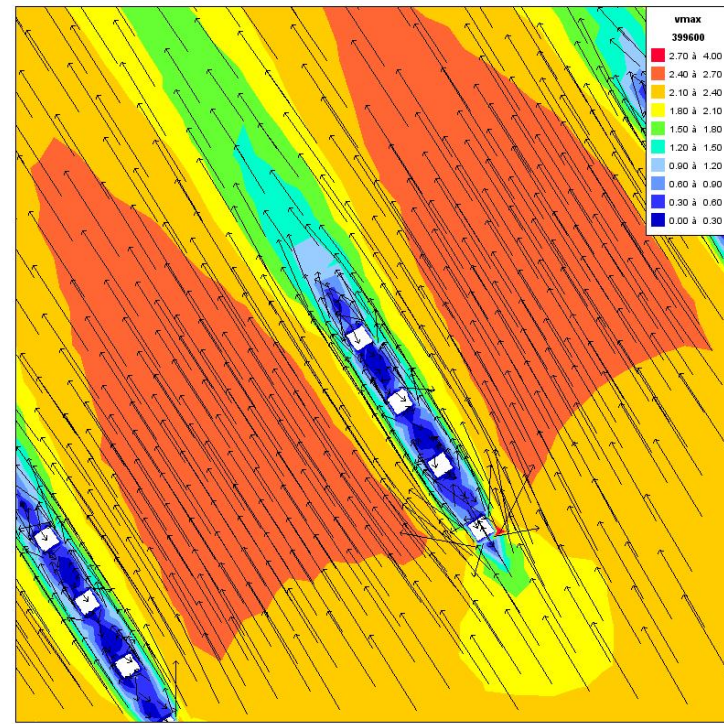 vmax
399600
2.70 à 4.00
2.40 à 2.70
2.10 à 2.40
1.80 à 2.10
1.50 à 1.80
1.20 à 1.50
0.90 à 1.20
0.60 à 0.90
0.30 à 0.60
0.00 à 0.30